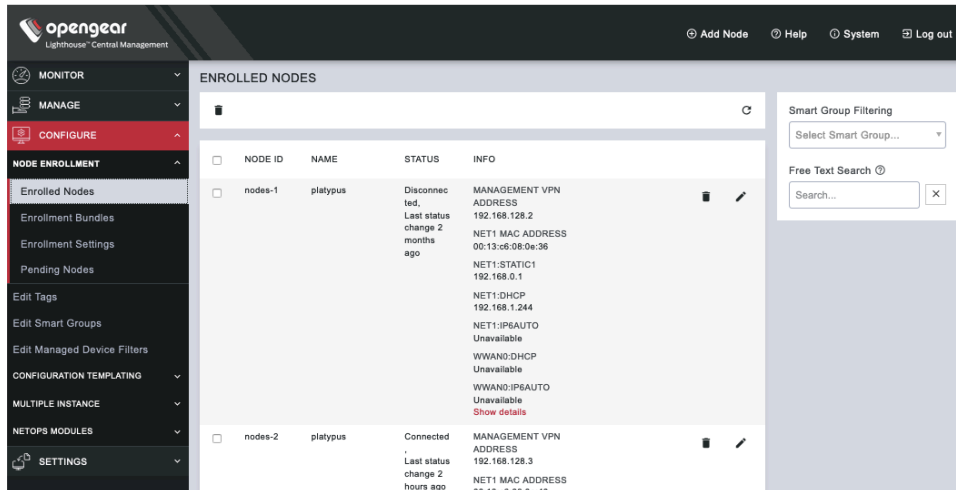 opengear
Lighthouse™ Central Management
Add Node
Help
System
Log out
MONITOR
MANAGE
CONFIGURE
NODE ENROLLMENT
Enrolled Nodes
Enrollment Bundles
Enrollment Settings
Pending Nodes
Edit Tags
Edit Smart Groups
Edit Managed Device Filters
CONFIGURATION TEMPLATING
MULTIPLE INSTANCE
NETOPS MODULES
SETTINGS
ENROLLED NODES
NODE ID NAME STATUS INFO
nodes-1
platypus
Disconnec
ted,
Last status
change 2
months
ago
MANAGEMENT VPN
ADDRESS
192.168.128.2
NET1 MAC ADDRESS
00:13:c6:08:0e:36
NET1:STATIC1
192.168.0.1
NET1:DHCP
192.168.1.244
NET1:IP6AUTO
Unavailable
WWAN0:DHCP
Unavailable
WWAN0:IP6AUTO
Unavailable
Show details
nodes-2
platypus
Connected
,
Last status
change 2
hours ago
MANAGEMENT VPN
ADDRESS
192.168.128.3
NET1 MAC ADDRESS
Smart Group Filtering
Select Smart Group...
Free Text Search
Search...